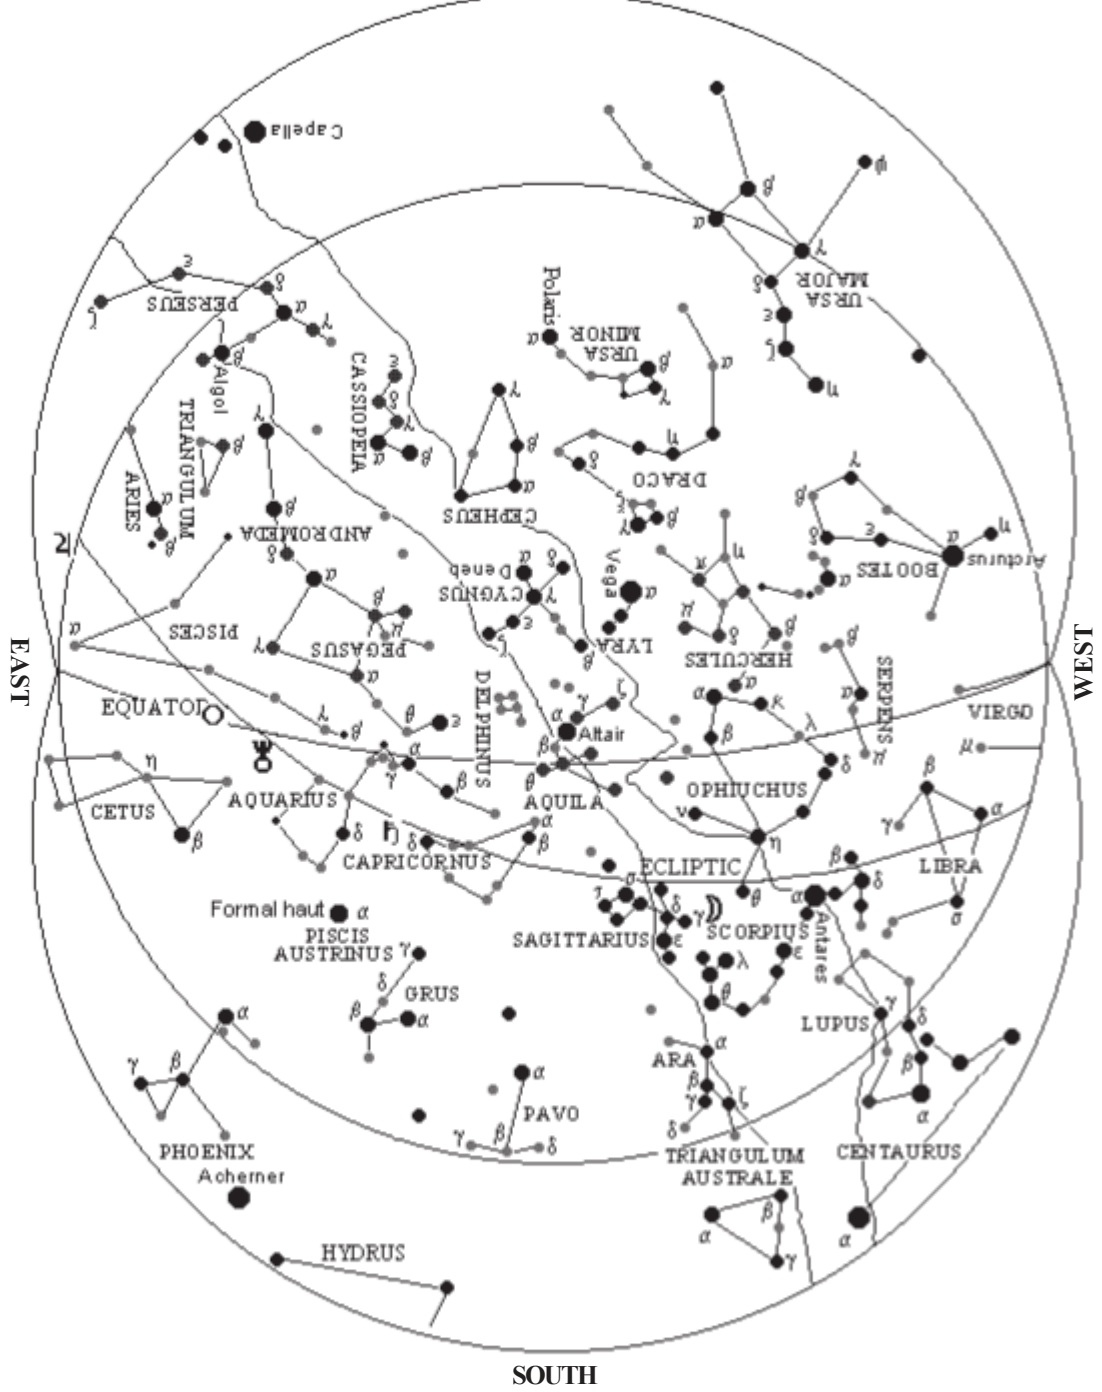 Capella
β
φ
α
γ
ε
PERSEUS
δ
ζ
α
γ
URSA
MAJOR
δ
ε
ζ
η
Polaris
α
URSA
MINOR
β
γ
β
Algol
CASSIOPEIA
ε
δ
γ
α
β
γ
β
α
CEPHEUS
α
η
DRACO
δ
ξ
γ
β
TRIANGULUM
β
ARIES
α
β
γ
β
ANDROMEDA
δ
α
γ
β
δ
ε
α
η
BOOTES
Arcturus
α
Deneb
δ
CYGNUS
γ
ε
ζ
β
Vega
α
LYRA
π
η
μ
δ
β
HERCULES
α
α
PISCES
β
μ
PEGASUS
γ
α
θ
ε
EAST
WEST
EQUATOR
γ
β
DELPHINUS
γ
ζ
α
Attair
β
θ
AQUILA
α
κ
β
λ
δ
OPHIUCHUS
ν
η
θ
SERPENS
β
α
μ
VIRGO
μ
η
CETUS
β
AQUARIUS
α
γ
β
δ
CAPRICORNUS
δ
α
β
ECLIPTIC
β
α
γ
LIBRA
σ
σ
τ
δ
γ
ε
SAGITTARIUS
SCORPIUS
α
Antares
β
δ
ε
λ
θ
Formal haut
α
PISCIS
AUSTRINUS
γ
δ
GRUS
β
α
LUPUS
γ
δ
β
α
ARA
α
β
γ
ζ
δ
α
γ
β
PHOENIX
Acherner
α
PAVO
γ
β
δ
TRIANGULUM
AUSTRALE
α
β
γ
CENTAURUS
α
HYDRUS
SOUTH